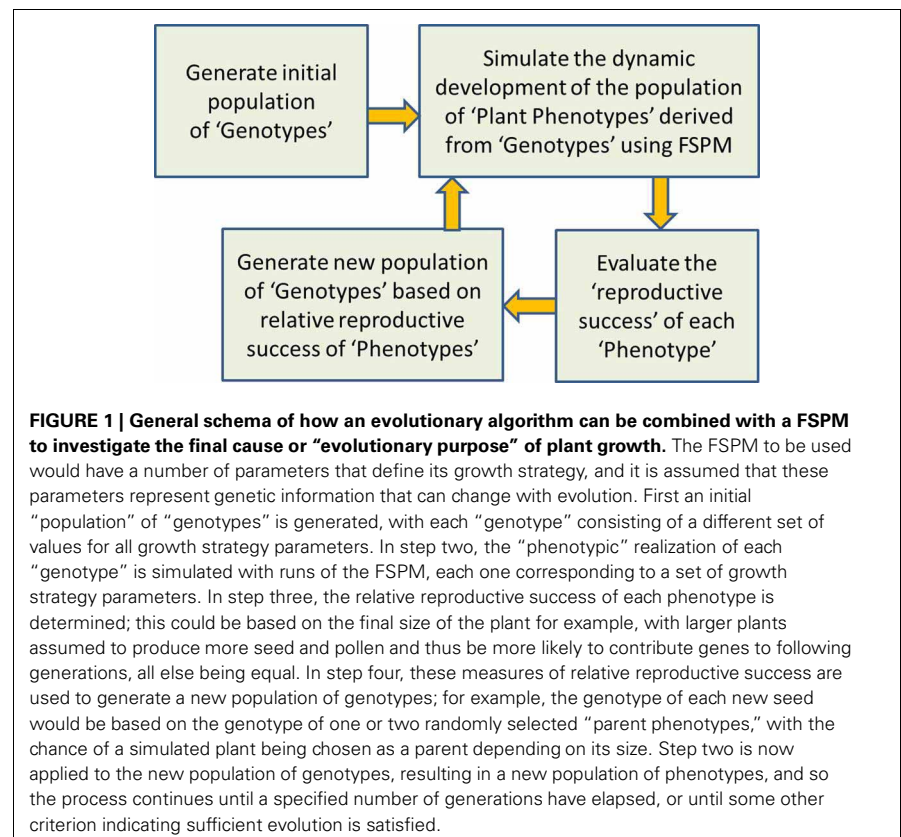 Generate initial
population
of ‘Genotypes’
Simulate the dynamic
development of the population
of ‘Plant Phenotypes’ derived
from ‘Genotypes’ using FSPM
Generate new population
of ‘Genotypes’ based on
relative reproductive
success of ‘Phenotypes’
Evaluate the
‘reproductive
success’ of each
‘Phenotype’
FIGURE 1 | General schema of how an evolutionary algorithm can be combined with a FSPM
to investigate the final cause or “evolutionary purpose” of plant growth. The FSPM to be used
would have a number of parameters that define its growth strategy, and it is assumed that these
parameters represent genetic information that can change with evolution. First an initial
“population” of “genotypes” is generated, with each “genotype” consisting of a different set of
values for all growth strategy parameters. In step two, the “phenotypic” realization of each
“genotype” is simulated with runs of the FSPM, each one corresponding to a set of growth
strategy parameters. In step three, the relative reproductive success of each phenotype is
determined; this could be based on the final size of the plant for example, with larger plants
assumed to produce more seed and pollen and thus be more likely to contribute genes to following
generations, all else being equal. In step four, these measures of relative reproductive success are
used to generate a new population of genotypes; for example, the genotype of each new seed
would be based on the genotype of one or two randomly selected “parent phenotypes,” with the
chance of a simulated plant being chosen as a parent depending on its size. Step two is now
applied to the new population of genotypes, resulting in a new population of phenotypes, and so
the process continues until a specified number of generations have elapsed, or until some other
criterion indicating sufficient evolution is satisfied.